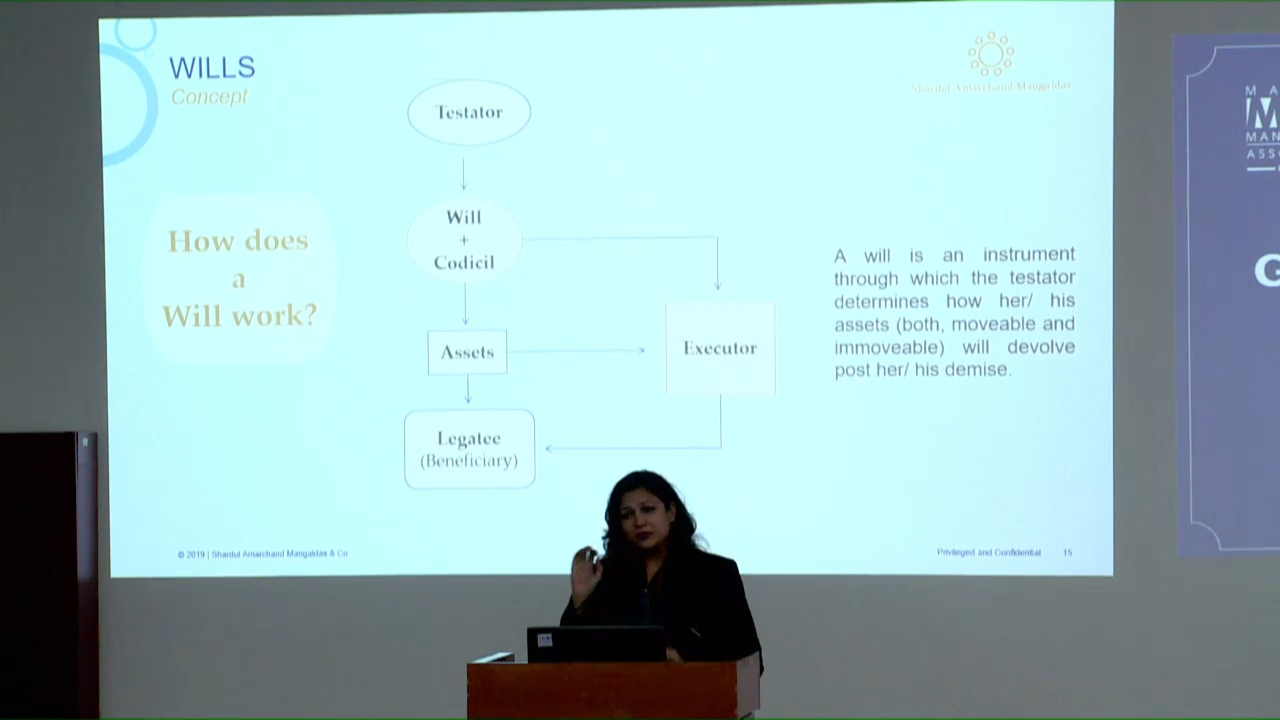 WILLS
Concept
Shardul Amarchand Mangaldas
Testator
Will
+
Codicil
Assets
Legatee
(Beneficiary)
Executor
How does
a
Will work?
A will is an instrument
through which the testator
determines how her/ his
assets (both, moveable and
immoveable) will devolve
post her/ his demise.
© 2019 | Shardul Amarchand Mangaldas & Co
Privileged and Confidential 15
M A
MAN
ASS
G